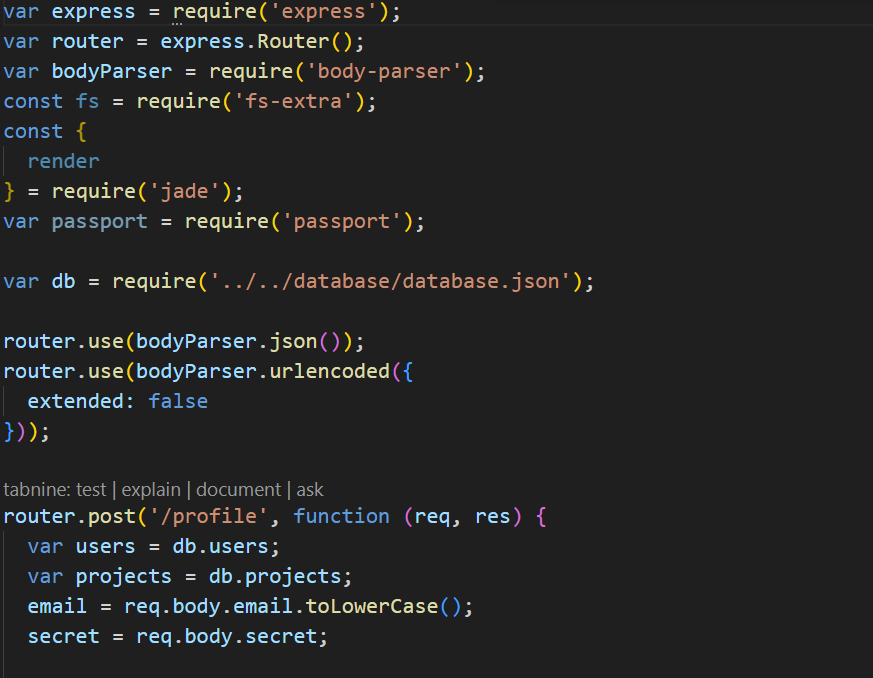 var express = require('express');
var router = express.Router();
var bodyParser = require('body-parser');
const fs = require('fs-extra');
const {
  render
} = require('jade');
var passport = require('passport');

var db = require('../../database/database.json');

router.use(bodyParser.json());
router.use(bodyParser.urlencoded({
  extended: false
}));

tabnine: test | explain | document | ask
router.post('/profile', function (req, res) {
  var users = db.users;
  var projects = db.projects;
  email = req.body.email.toLowerCase();
  secret = req.body.secret;